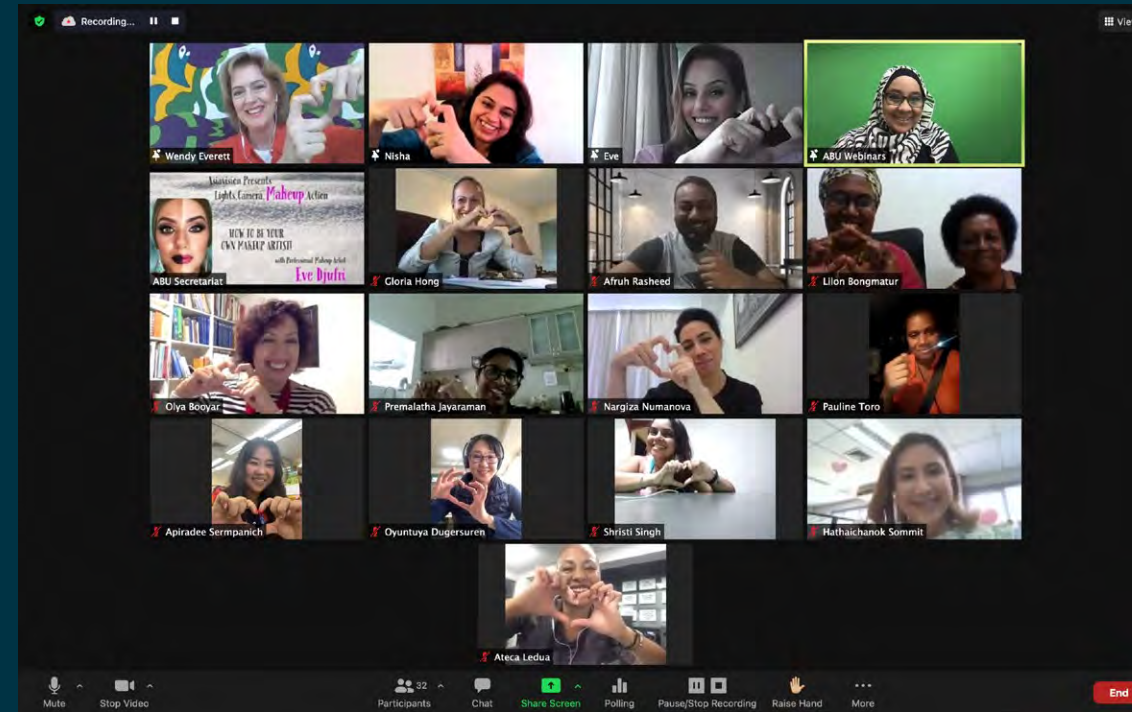 Recording...
View
Wendy Everett
Nisha
Eve
ABU Webinars
Asiavision Presents
Lights, Camera, Makeup, Action
HOW TO BE YOUR
OWN MAKEUP ARTIST!
with Professional Makeup Artist
Eve Djufri
ABU Secretariat
Gloria Hong
Afruh Rasheed
Lilon Bongmatur
Olya Booyar
Premalatha Jayaraman
Nargiza Numanova
Pauline Toro
Apiradee Sermpanich
Oyuntuya Dugersuren
Shristi Singh
Hathaichanok Sommit
Ateca Ledua
32
Mute
Stop Video
Participants
Chat
Share Screen
Polling
Pause/Stop Recording
Raise Hand
More
End